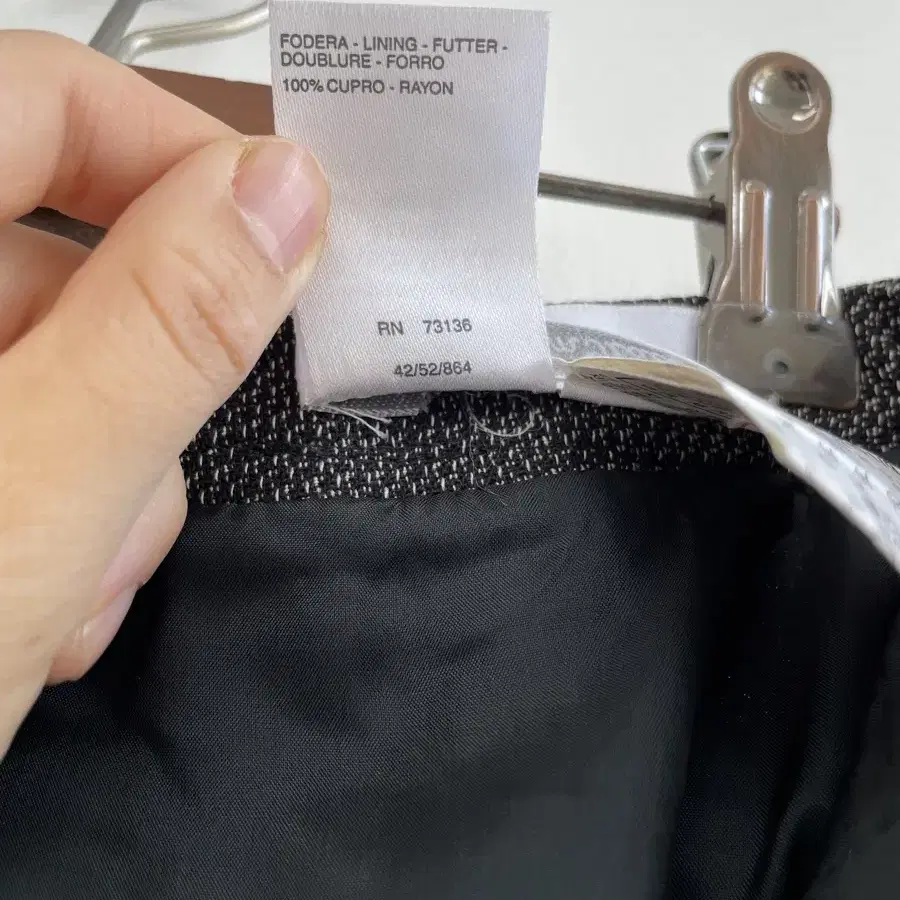 FODERA - LINING - FUTTER -
DOUBLURE - FORRO
100% CUPRO - RAYON
RN 73136
42/52/864